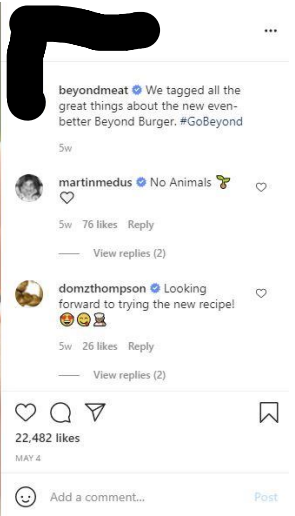 beyondmeat We tagged all the
great things about the new even-
better Beyond Burger. #GoBeyond
5w
martinmedus No Animals 🌱
♡
5w 76 likes Reply
View replies (2)
domzthompson Looking
forward to trying the new recipe!
🤩😋👨‍🍳
5w 26 likes Reply
View replies (2)
22,482 likes
MAY 4
Add a comment... Post